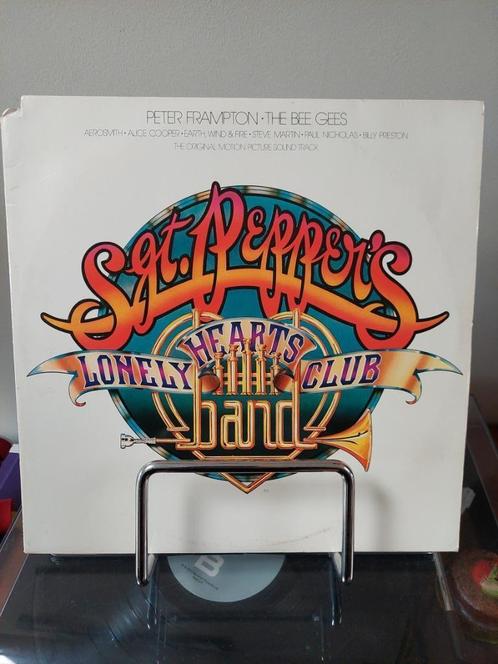 PETER FRAMPTON • THE BEE GEES
AEROSMITH • ALICE COOPER • EARTH, WIND & FIRE • STEVE MARTIN • PAUL NICHOLAS • BILLY PRESTON
THE ORIGINAL MOTION PICTURE SOUND TRACK
Sgt. Pepper's
LONELY HEARTS CLUB
band
B